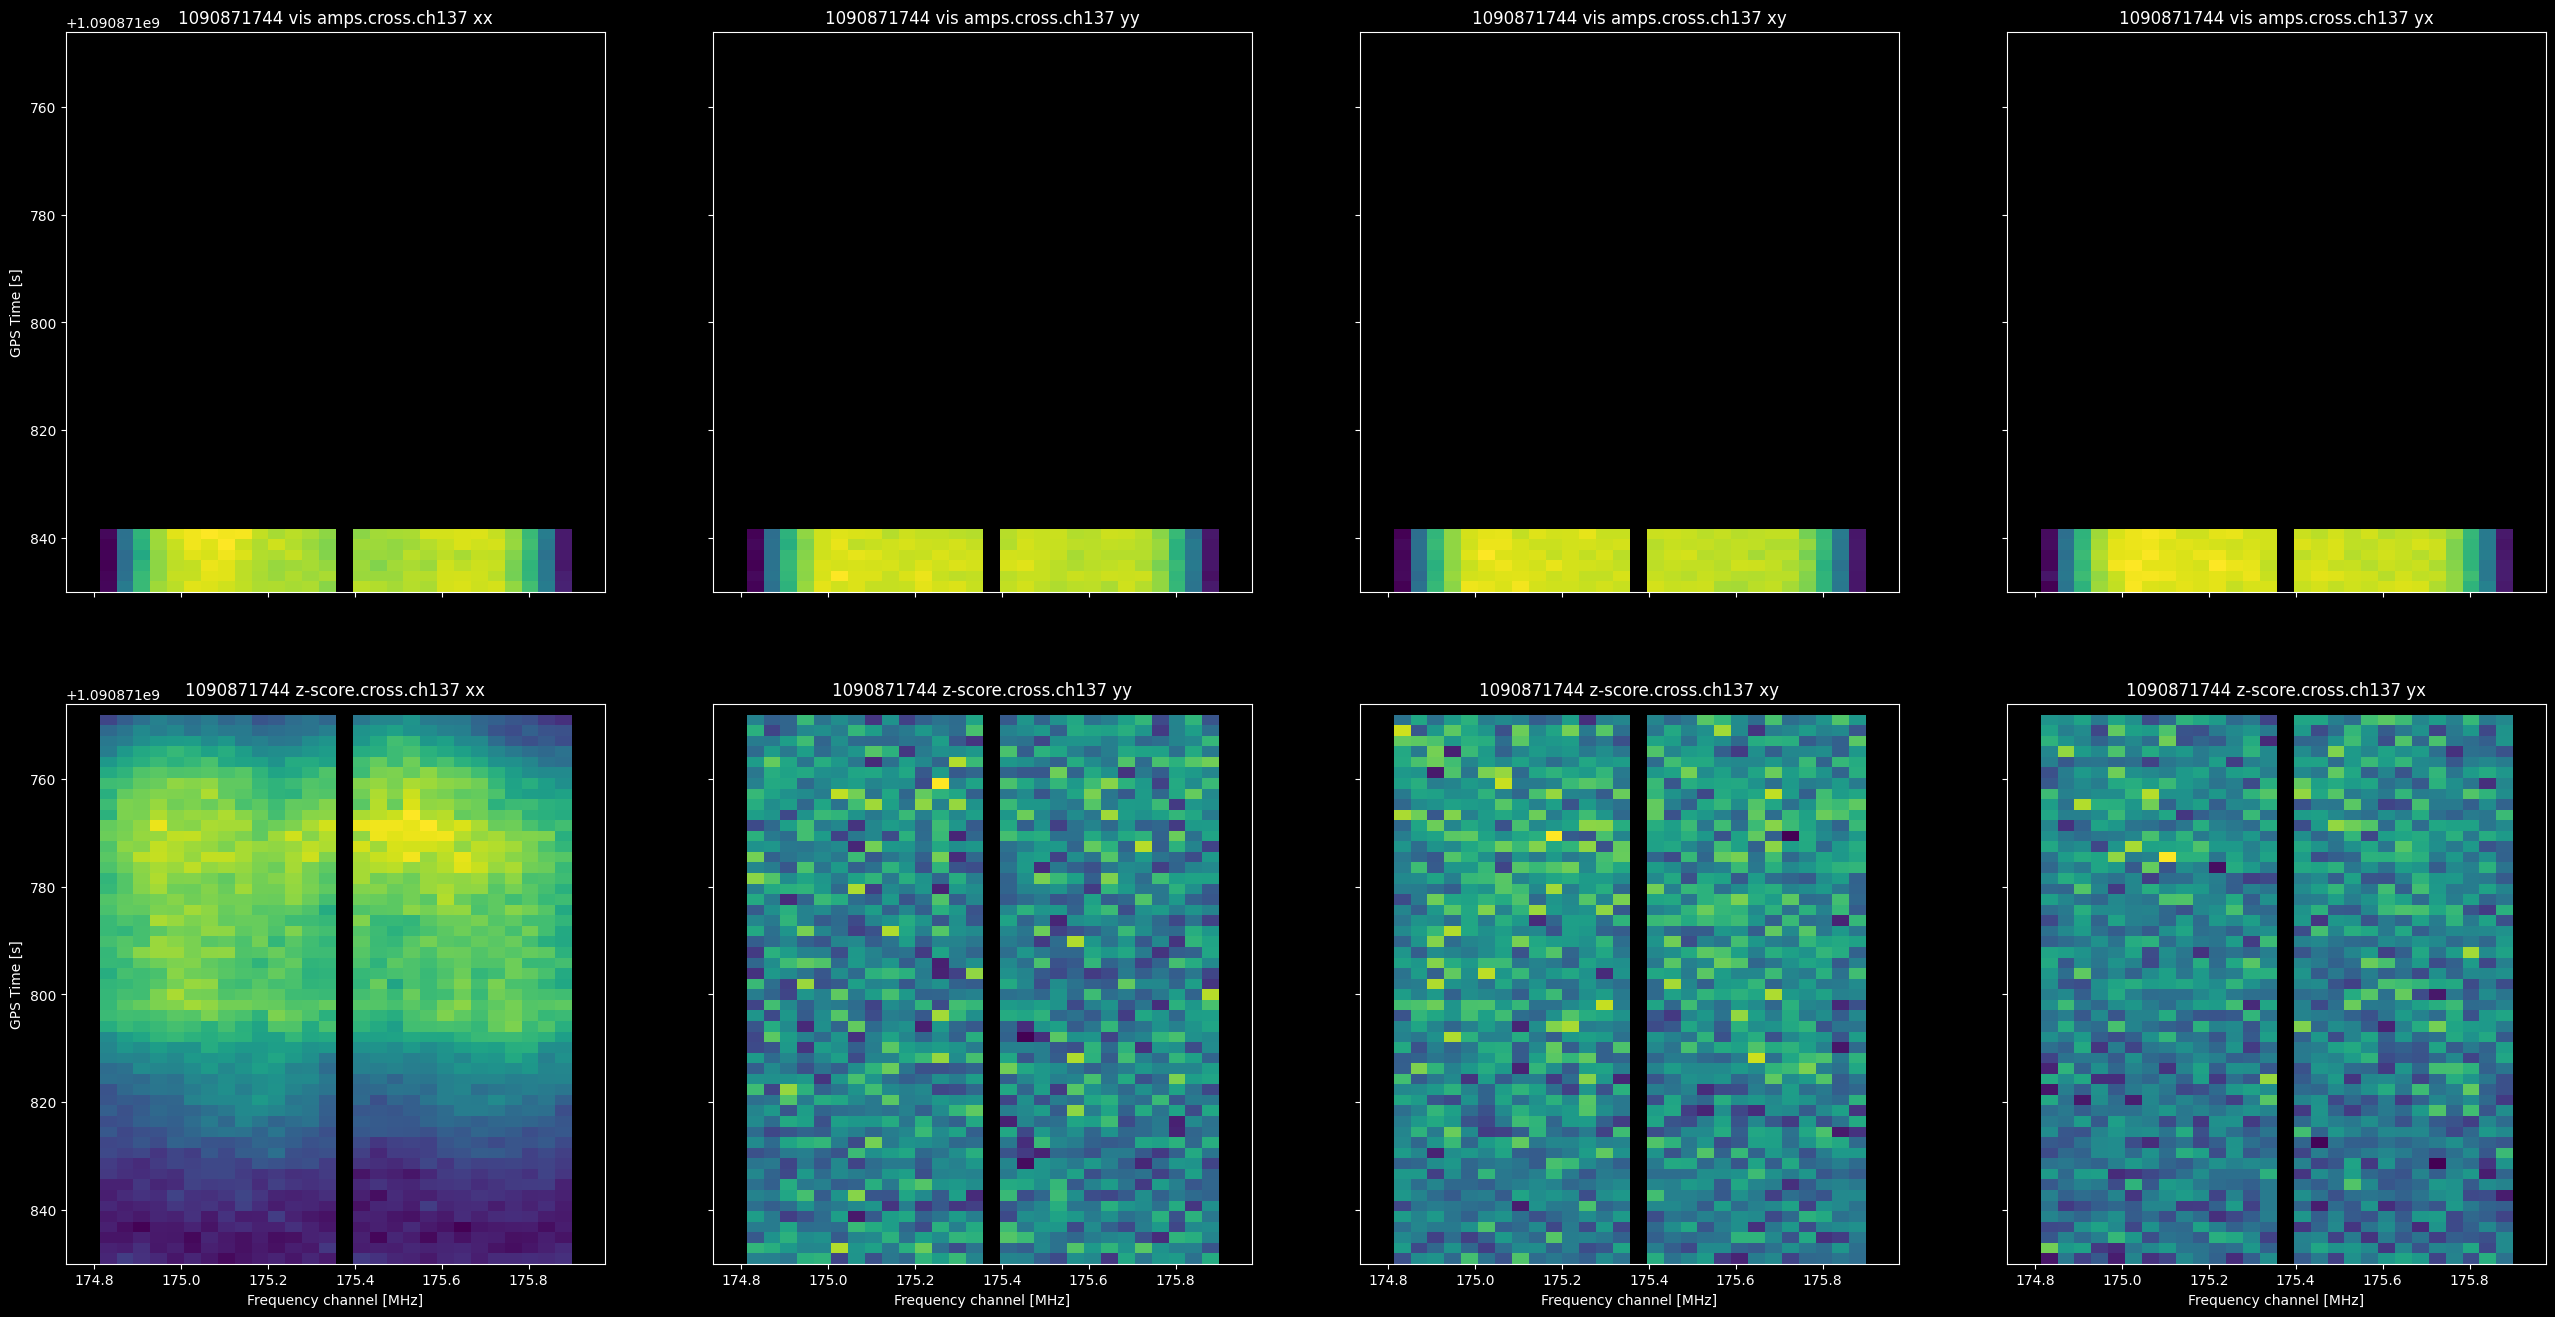 1090871744 vis amps.cross.ch137 xx
1090871744 vis amps.cross.ch137 yy
1090871744 vis amps.cross.ch137 xy
1090871744 vis amps.cross.ch137 yx
+1.090871e9
760
780
800
820
840
GPS Time [s]
1090871744 z-score.cross.ch137 xx
1090871744 z-score.cross.ch137 yy
1090871744 z-score.cross.ch137 xy
1090871744 z-score.cross.ch137 yx
+1.090871e9
760
780
800
820
840
GPS Time [s]
174.8 175.0 175.2 175.4 175.6 175.8
174.8 175.0 175.2 175.4 175.6 175.8
174.8 175.0 175.2 175.4 175.6 175.8
174.8 175.0 175.2 175.4 175.6 175.8
Frequency channel [MHz]
Frequency channel [MHz]
Frequency channel [MHz]
Frequency channel [MHz]